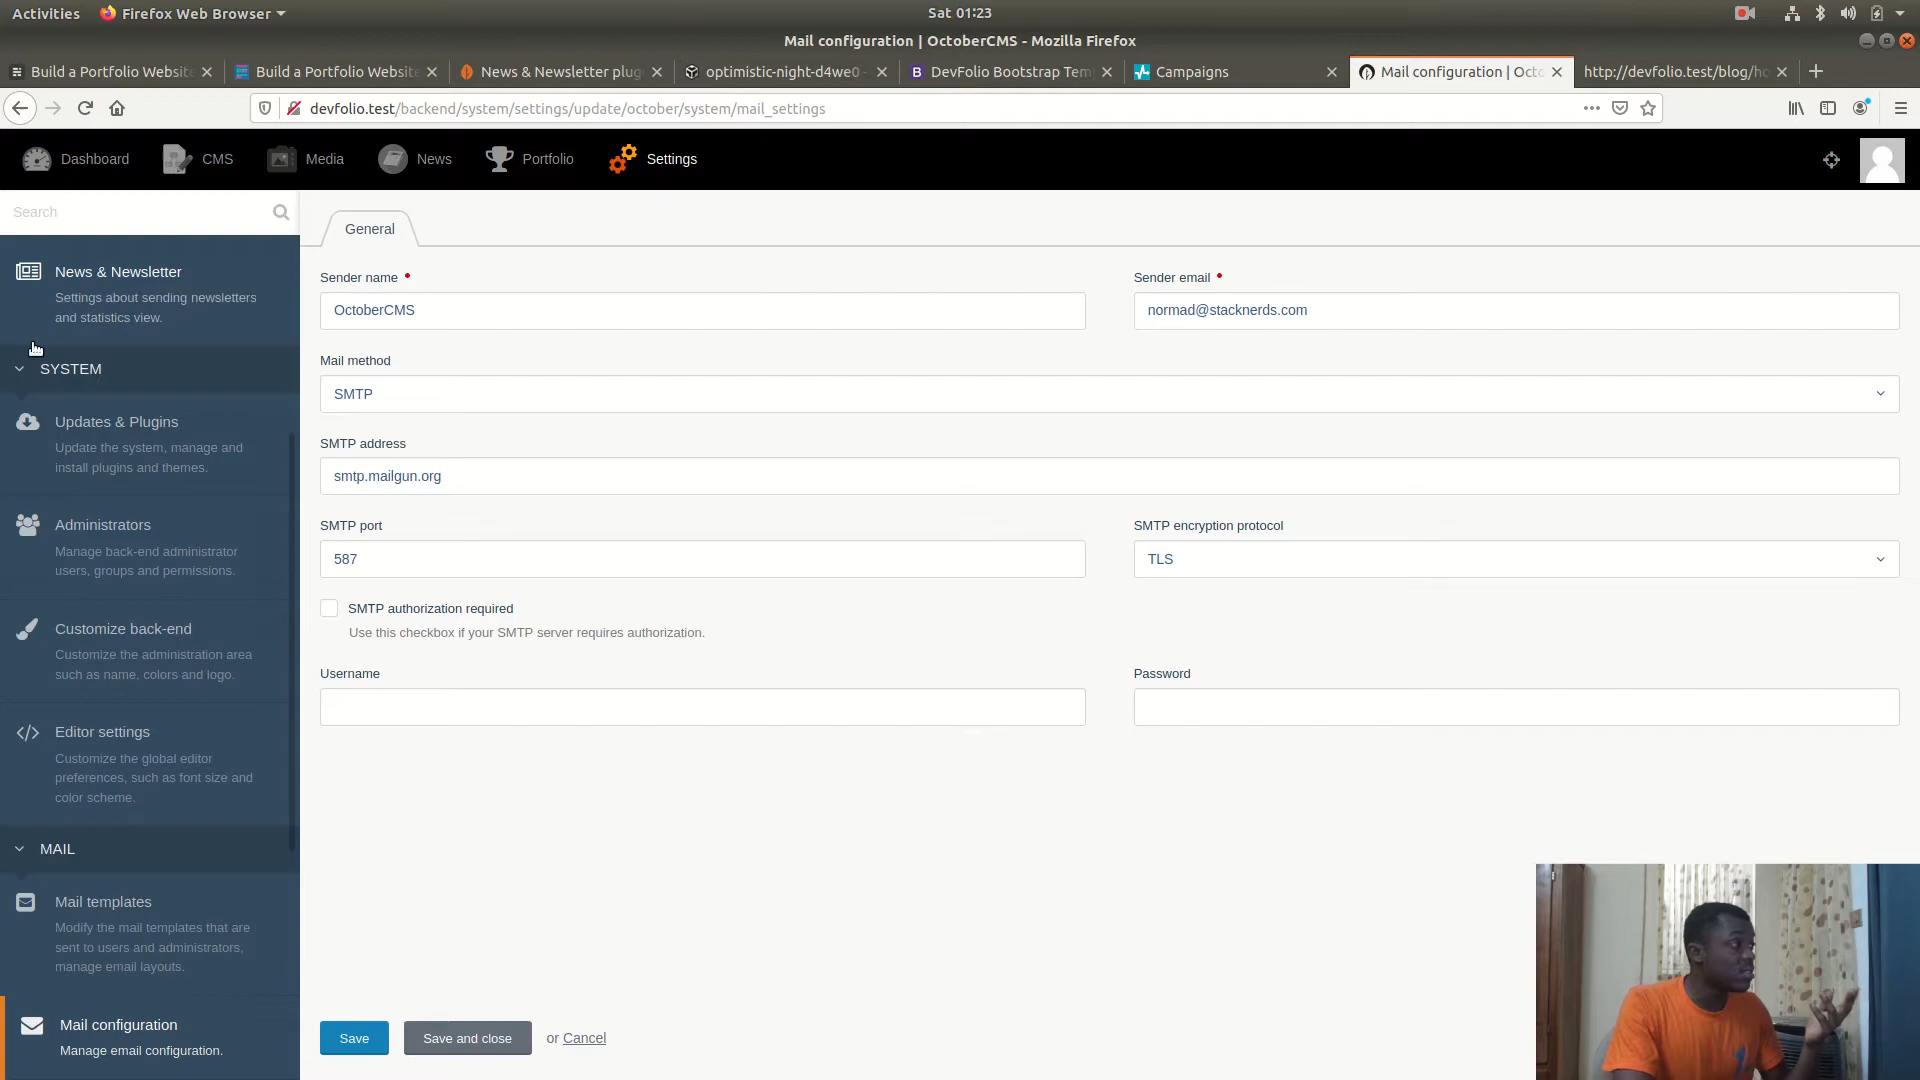 Activities
Firefox Web Browser
Sat 01:23
Mail configuration | OctoberCMS - Mozilla Firefox
Build a Portfolio Website
Build a Portfolio Website
News & Newsletter plug
optimistic-night-d4we0 -
DevFolio Bootstrap Tem
Campaigns
Mail configuration | Octo
http://devfolio.test/blog/ho
devfolio.test/backend/system/settings/update/october/system/mail_settings
Dashboard
CMS
Media
News
Portfolio
Settings
Search
News & Newsletter
Settings about sending newsletters
and statistics view.
SYSTEM
Updates & Plugins
Update the system, manage and
install plugins and themes.
Administrators
Manage back-end administrator
users, groups and permissions.
Customize back-end
Customize the administration area
such as name, colors and logo.
Editor settings
Customize the global editor
preferences, such as font size and
color scheme.
MAIL
Mail templates
Modify the mail templates that are
sent to users and administrators,
manage email layouts.
Mail configuration
Manage email configuration.
General
Sender name
OctoberCMS
Sender email
normad@stacknerds.com
Mail method
SMTP
SMTP address
smtp.mailgun.org
SMTP port
587
SMTP encryption protocol
TLS
SMTP authorization required
Use this checkbox if your SMTP server requires authorization.
Username
Password
Save
Save and close
or Cancel